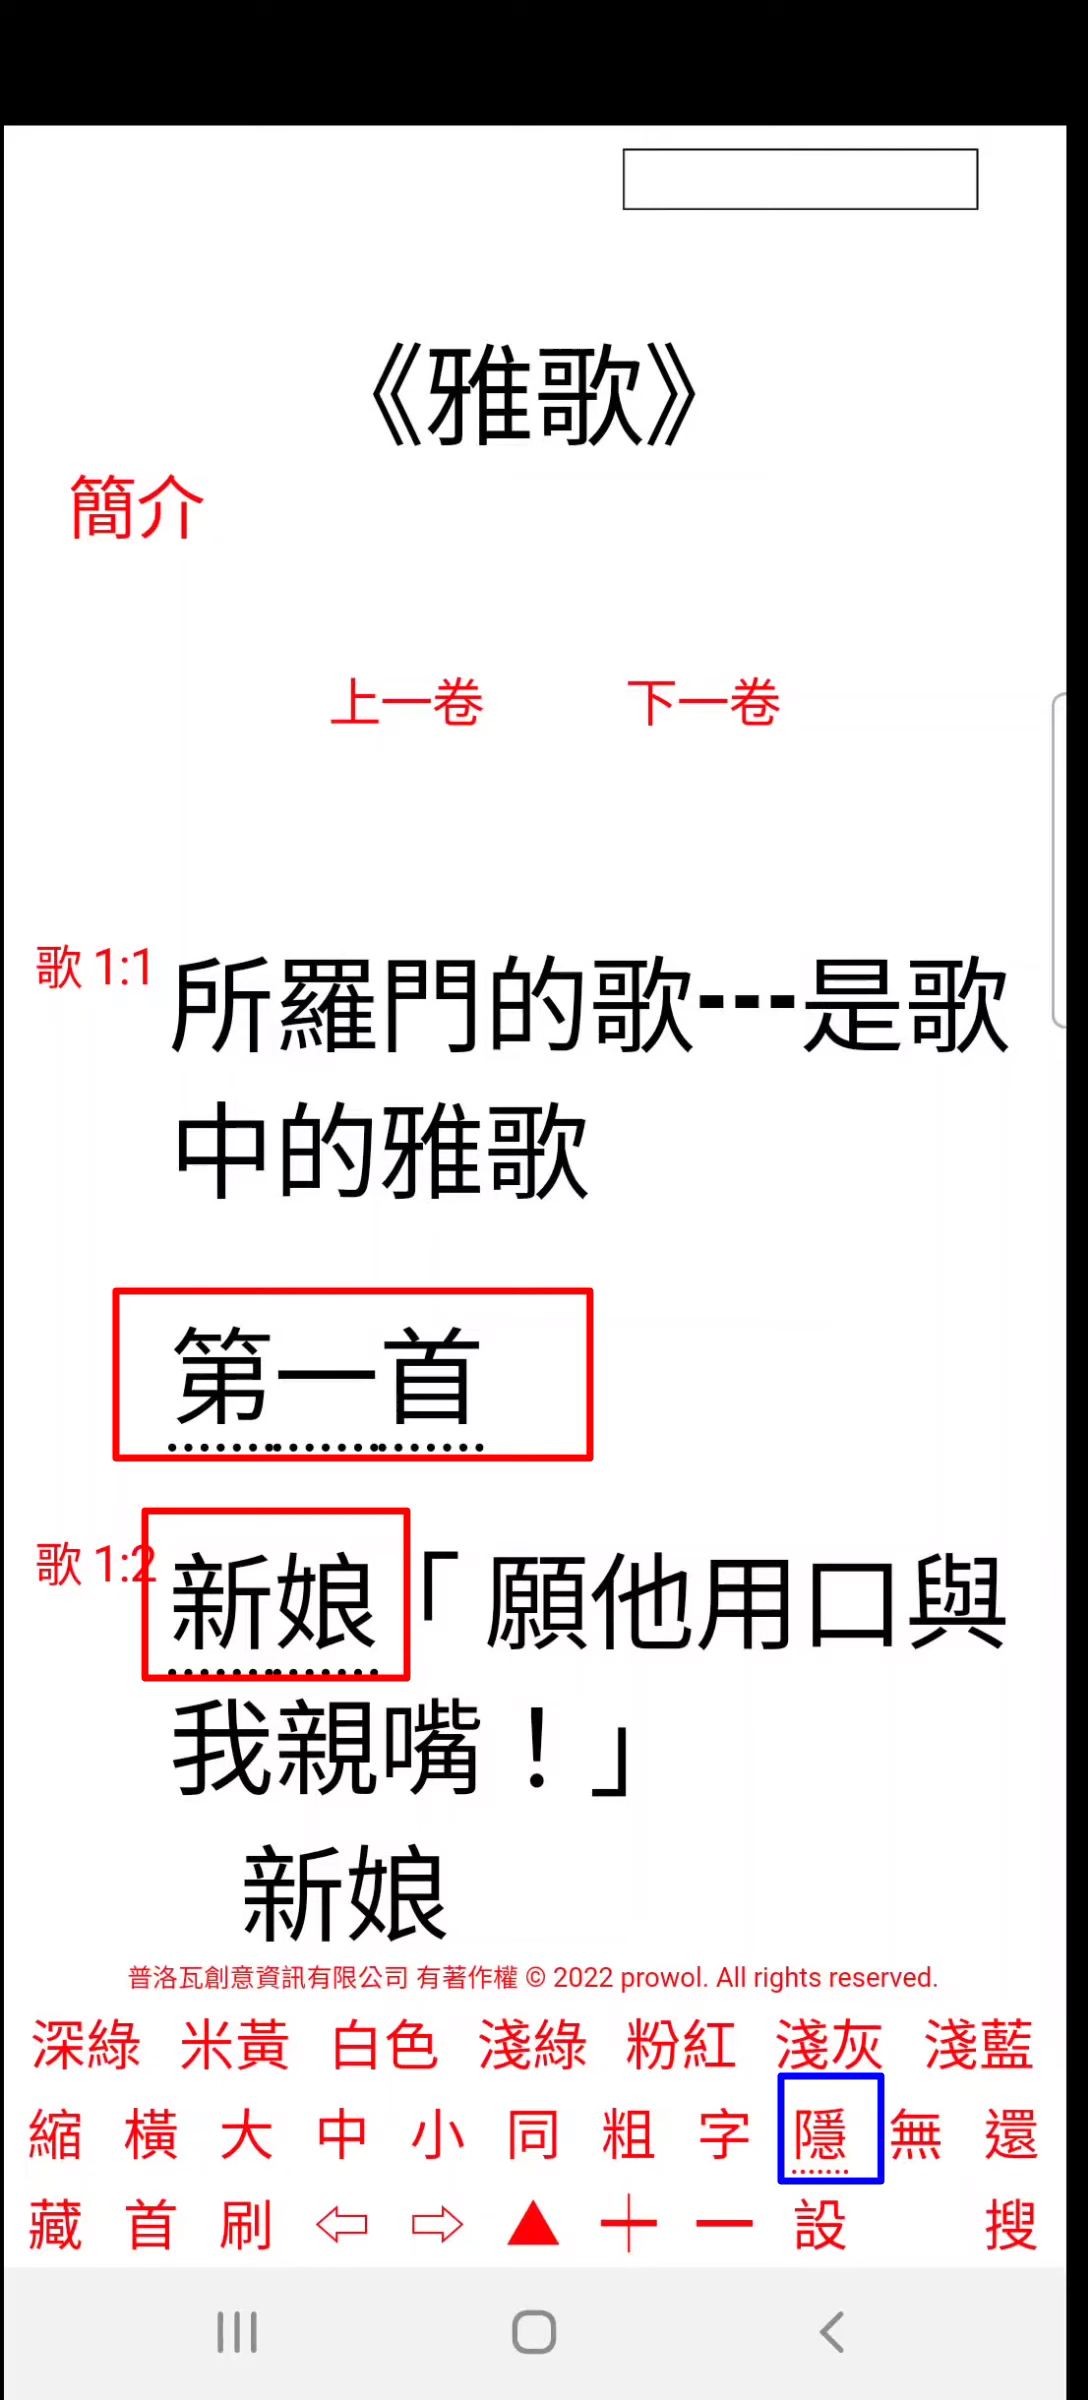 《雅歌》
簡介
上一卷 下一卷
歌 1:1 所羅門的歌---是歌
中的雅歌
第一首
歌 1:2 新娘「願他用口與
我親嘴！」
新娘
普洛瓦創意資訊有限公司 有著作權 © 2022 prowol. All rights reserved.
深綠 米黃 白色 淺綠 粉紅 淺灰 淺藍
縮 橫 大 中 小 同 粗 字 隱 無 還
藏 首 刷 ⇦ ⇨ ▲ 十 一 設 搜